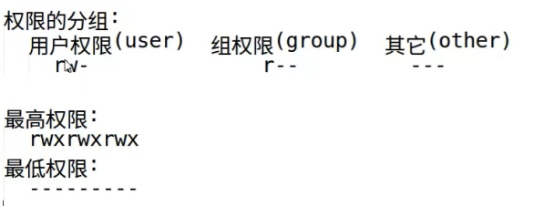 权限的分组：
用户权限(user) 组权限(group) 其它(other)
rw- r-- ---
最高权限：
rwxrwxrwx
最低权限：
---------